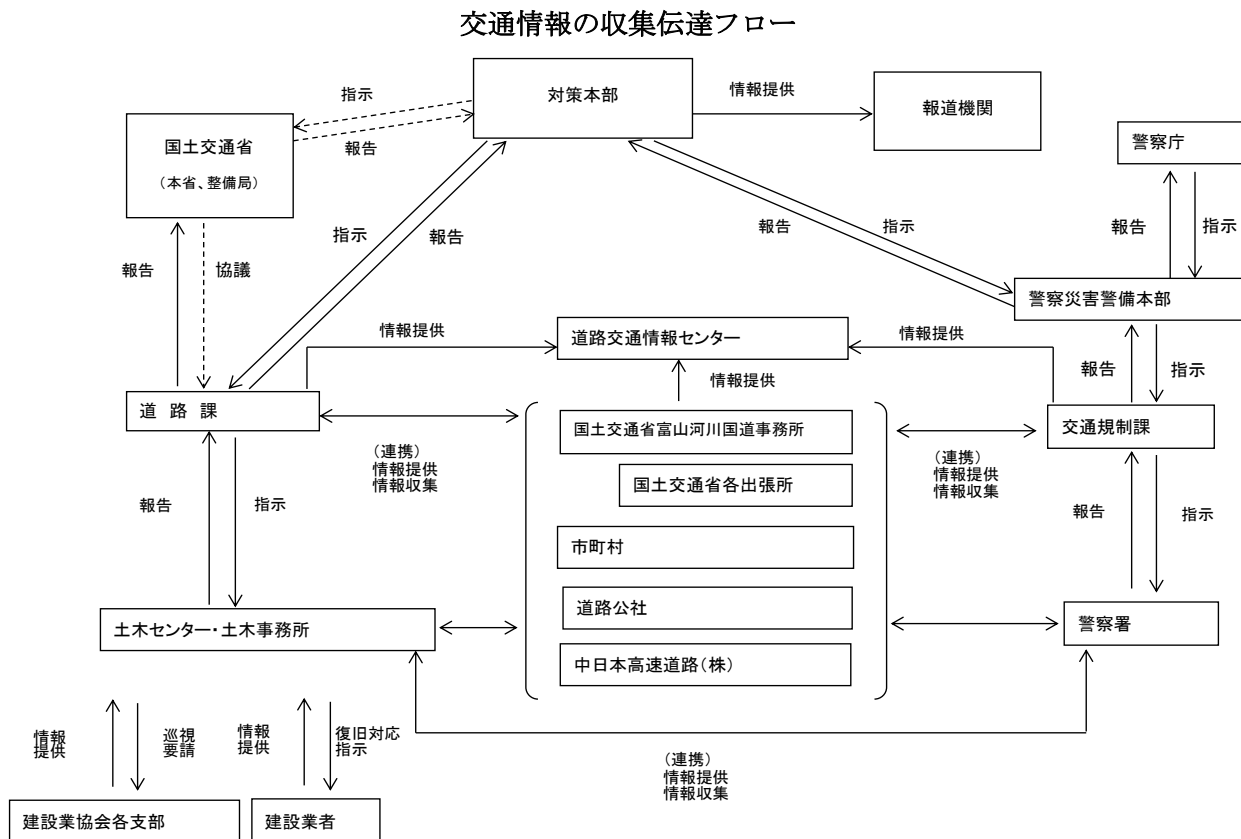 交通情報の収集伝達フロー
対策本部
情報提供
報道機関
指示
報告
国土交通省
（本省、整備局）
警察庁
報告
指示
指示
報告
報告
指示
報告
協議
警察災害警備本部
情報提供
道路交通情報センター
情報提供
情報提供
報告
指示
道 路 課
国土交通省富山河川国道事務所
交通規制課
（連携）
情報提供
情報収集
（連携）
情報提供
情報収集
国土交通省各出張所
報告
指示
報告
指示
市町村
道路公社
土木センター・土木事務所
警察署
中日本高速道路（株）
情報
提供
巡視
要請
情報
提供
復旧対応
指示
（連携）
情報提供
情報収集
建設業協会各支部
建設業者